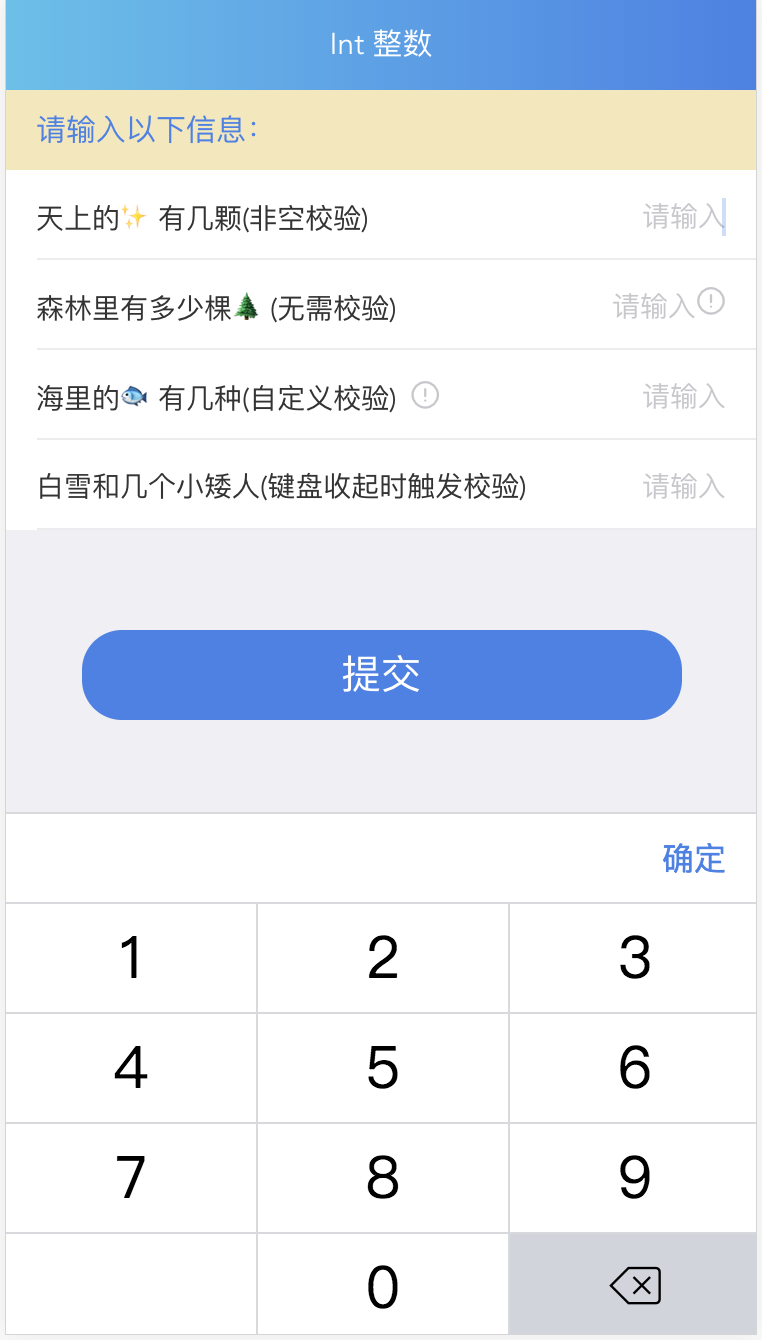 Int 整数
请输入以下信息：
天上的✨ 有几颗(非空校验) 请输入
森林里有多少棵🌲 (无需校验) 请输入
海里的🐟 有几种(自定义校验) 请输入
白雪和几个小矮人(键盘收起时触发校验) 请输入
提交
确定
1 2 3
4 5 6
7 8 9
0